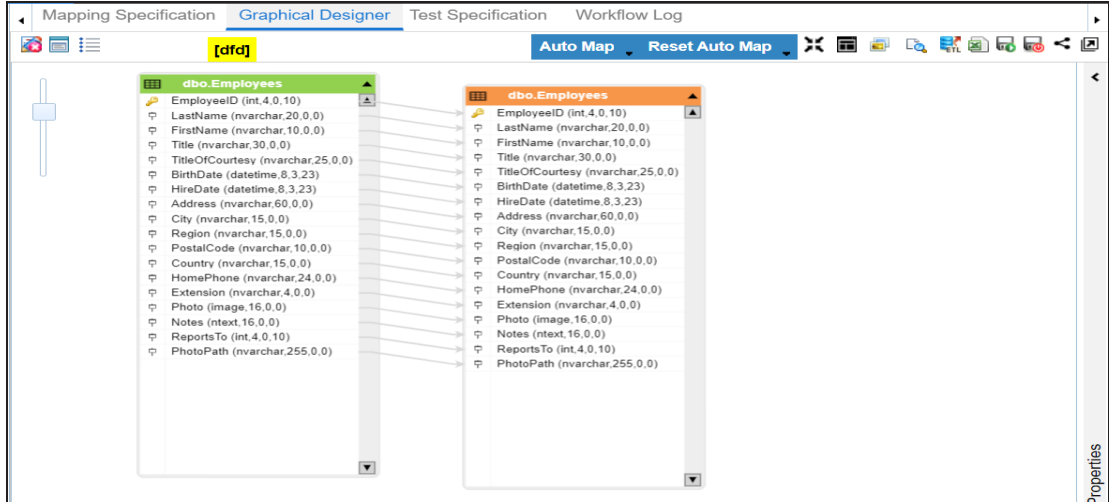 Mapping Specification Graphical Designer Test Specification Workflow Log
[dfd] Auto Map Reset Auto Map
ETL
dbo.Employees
EmployeeID (int,4,0,10)
LastName (nvarchar,20,0,0)
FirstName (nvarchar,10,0,0)
Title (nvarchar,30,0,0)
TitleOfCourtesy (nvarchar,25,0,0)
BirthDate (datetime,8,3,23)
HireDate (datetime,8,3,23)
Address (nvarchar,60,0,0)
City (nvarchar,15,0,0)
Region (nvarchar,15,0,0)
PostalCode (nvarchar,10,0,0)
Country (nvarchar,15,0,0)
HomePhone (nvarchar,24,0,0)
Extension (nvarchar,4,0,0)
Photo (image,16,0,0)
Notes (ntext,16,0,0)
ReportsTo (int,4,0,10)
PhotoPath (nvarchar,255,0,0)
dbo.Employees
EmployeeID (int,4,0,10)
LastName (nvarchar,20,0,0)
FirstName (nvarchar,10,0,0)
Title (nvarchar,30,0,0)
TitleOfCourtesy (nvarchar,25,0,0)
BirthDate (datetime,8,3,23)
HireDate (datetime,8,3,23)
Address (nvarchar,60,0,0)
City (nvarchar,15,0,0)
Region (nvarchar,15,0,0)
PostalCode (nvarchar,10,0,0)
Country (nvarchar,15,0,0)
HomePhone (nvarchar,24,0,0)
Extension (nvarchar,4,0,0)
Photo (image,16,0,0)
Notes (ntext,16,0,0)
ReportsTo (int,4,0,10)
PhotoPath (nvarchar,255,0,0)
Properties